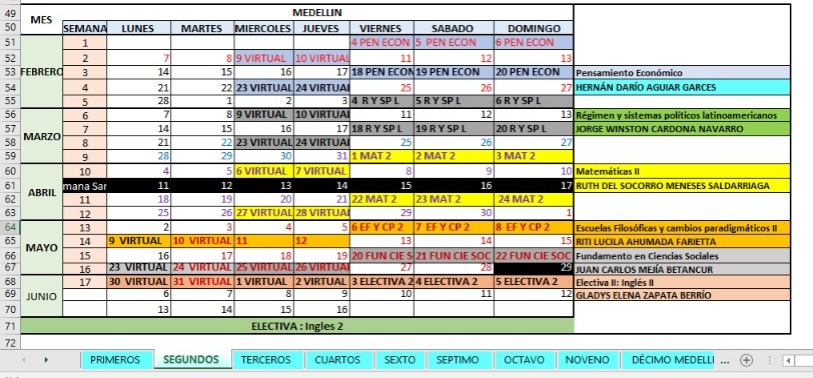 49 MES MEDELLIN
50 SEMANA LUNES MARTES MIERCOLES JUEVES VIERNES SABADO DOMINGO
51 1 4 PEN ECON 5 PEN ECON 6 PEN ECON
52 2 7 8 9 VIRTUAL 10 VIRTUAL 11 12 13
53 FEBRERO 3 14 15 16 17 18 PEN ECON 19 PEN ECON 20 PEN ECON Pensamiento Económico
54 4 21 22 23 VIRTUAL 24 VIRTUAL 25 26 27 HERNÁN DARÍO AGUIAR GARCES
55 5 28 1 2 3 4 R Y SP L 5 R Y SP L 6 R Y SP L
56 6 7 8 9 VIRTUAL 10 VIRTUAL 11 12 13 Régimen y sistemas políticos latinoamericanos
57 MARZO 7 14 15 16 17 18 R Y SP L 19 R Y SP L 20 R Y SP L JORGE WINSTON CARDONA NAVARRO
58 8 21 22 23 VIRTUAL 24 VIRTUAL 25 26 27
59 9 28 29 30 31 1 MAT 2 2 MAT 2 3 MAT 2
60 10 4 5 6 VIRTUAL 7 VIRTUAL 8 9 10 Matemáticas II
61 ABRIL mana San 11 12 13 14 15 16 17 RUTH DEL SOCORRO MENESES SALDARRIAGA
62 11 18 19 20 21 22 MAT 2 23 MAT 2 24 MAT 2
63 12 25 26 27 VIRTUAL 28 VIRTUAL 29 30 1
64 13 2 3 4 5 6 EF Y CP 2 7 EF Y CP 2 8 EF Y CP 2 Escuelas Filosóficas y cambios paradigmáticos II
65 MAYO 14 9 VIRTUAL 10 VIRTUAL 11 12 13 14 15 RITI LUCILA AHUMADA FARIETTA
66 15 16 17 18 19 20 FUN CIE S 21 FUN CIE SOC 22 FUN CIE SOC Fundamento en Ciencias Sociales
67 16 23 VIRTUAL 24 VIRTUAL 25 VIRTUAL 26 VIRTUAL 27 28 29 JUAN CARLOS MEJÍA BETANCUR
68 17 30 VIRTUAL 31 VIRTUAL 1 VIRTUAL 2 VIRTUAL 3 ELECTIVA 2 4 ELECTIVA 2 5 ELECTIVA 2 Electiva II: Inglés II
69 JUNIO 6 7 8 9 10 11 12 GLADYS ELENA ZAPATA BERRÍO
70 13 14 15 16
71 ELECTIVA : Ingles 2
72
PRIMEROS SEGUNDOS TERCEROS CUARTOS SEXTO SEPTIMO OCTAVO NOVENO DÉCIMO MEDELLI ...